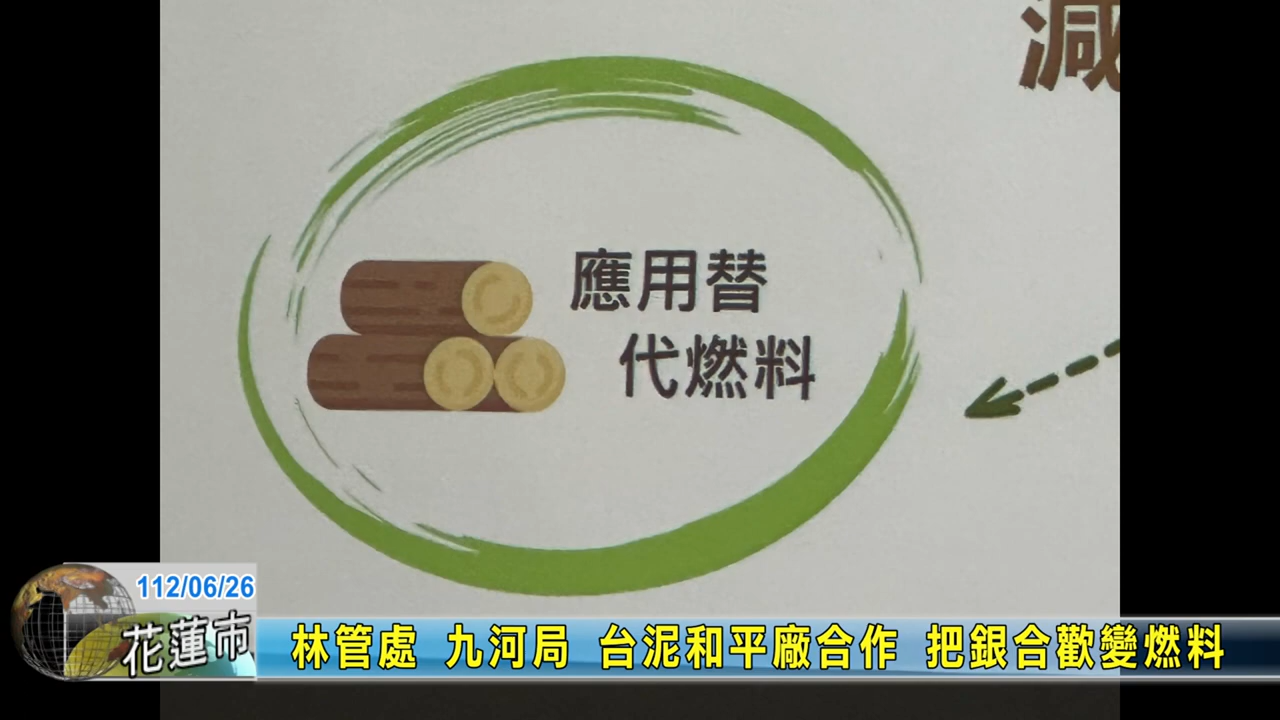 減
應用替
代燃料
112/06/26
花蓮市
林管處 九河局 台泥和平廠合作 把銀合歡變燃料